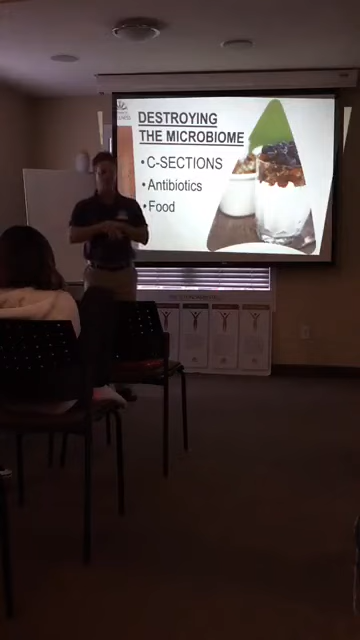 DESTROYING
THE MICROBIOME
• C-SECTIONS
• Antibiotics
• Food